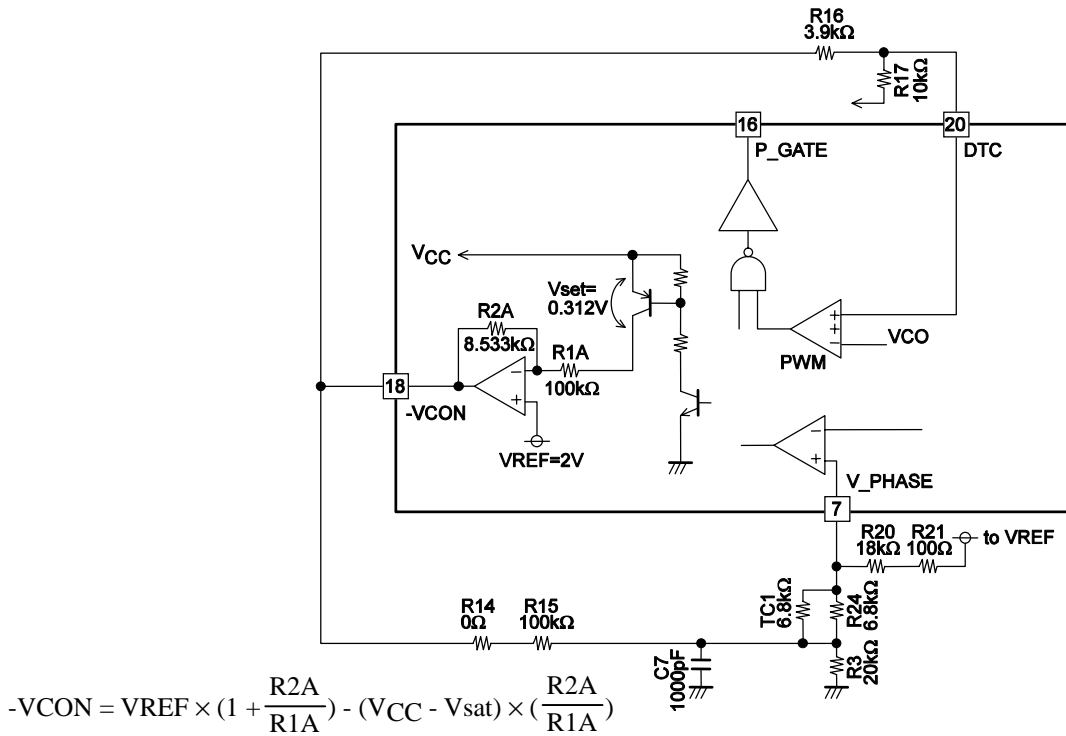 R16
3.9kΩ
R17
10kΩ
16
20
P_GATE
DTC
VCC
Vset=
0.312V
R2A
8.533kΩ
R1A
100kΩ
−
+
+
+
−
VCO
PWM
18
-VCON
VREF=2V
−
+
V_PHASE
7
R20
18kΩ
R21
100Ω
to VREF
TC1
6.8kΩ
R24
6.8kΩ
R14
0Ω
R15
100kΩ
C7
1000pF
R3
20kΩ
-VCON = VREF × (1 + R2A/R1A) - (VCC - Vsat) × (R2A/R1A)